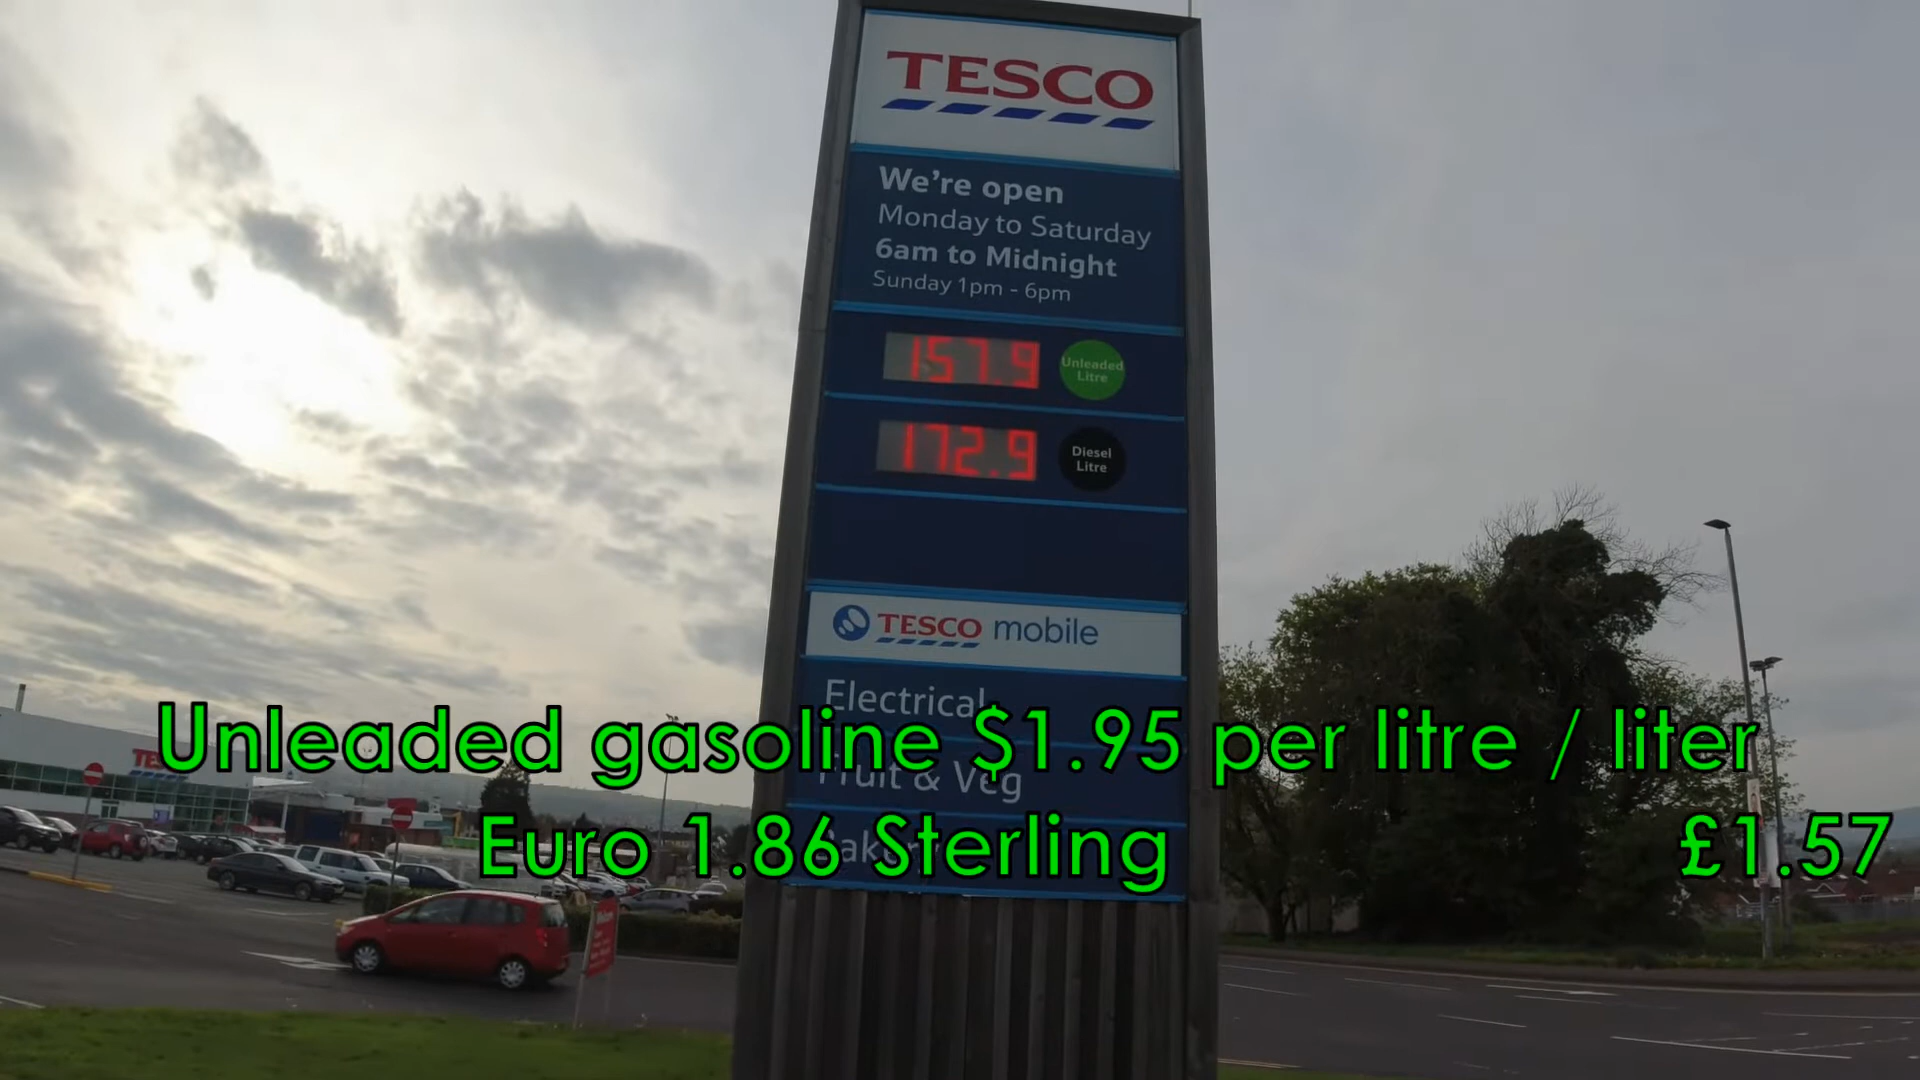 TESCO
We're open
Monday to Saturday
6am to Midnight
Sunday 1pm - 6pm
157.9 Unleaded Litre
172.9 Diesel Litre
TESCO mobile
Electrical
Fruit & Veg
Unleaded gasoline $1.95 per litre / liter
Euro 1.86 Sterling £1.57